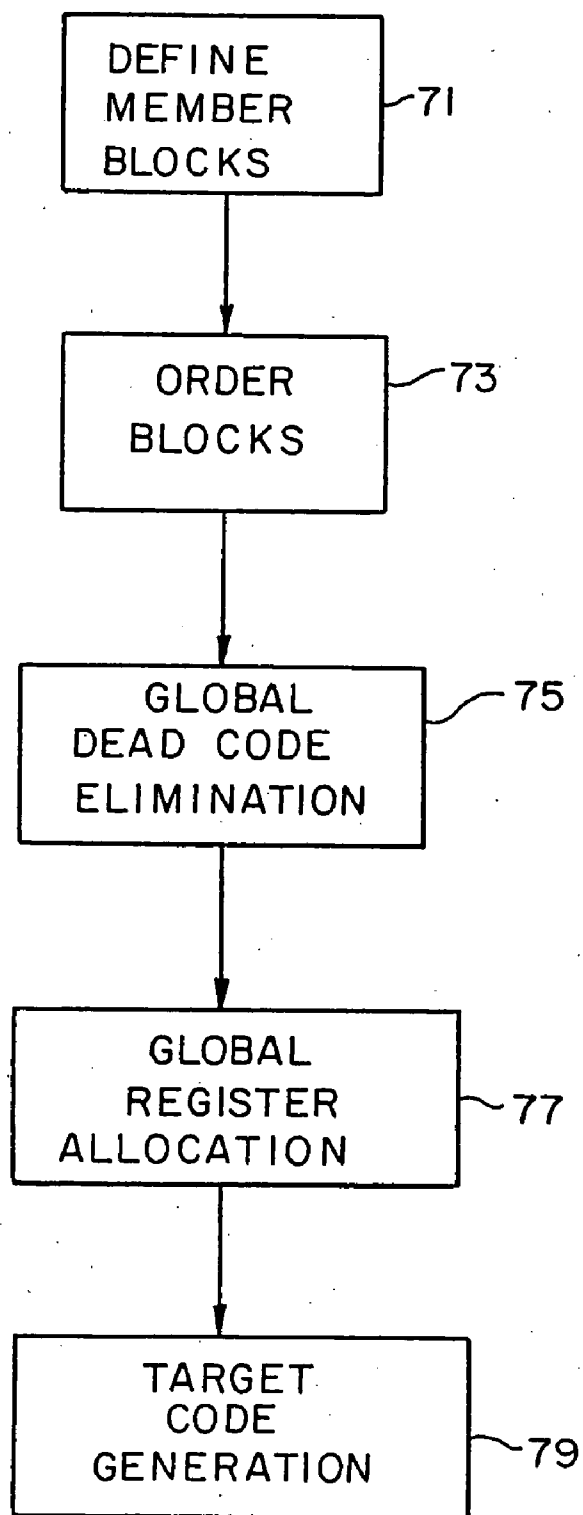 DEFINE
MEMBER
BLOCKS
71
ORDER
BLOCKS
73
GLOBAL
DEAD CODE
ELIMINATION
75
GLOBAL
REGISTER
ALLOCATION
77
TARGET
CODE
GENERATION
79